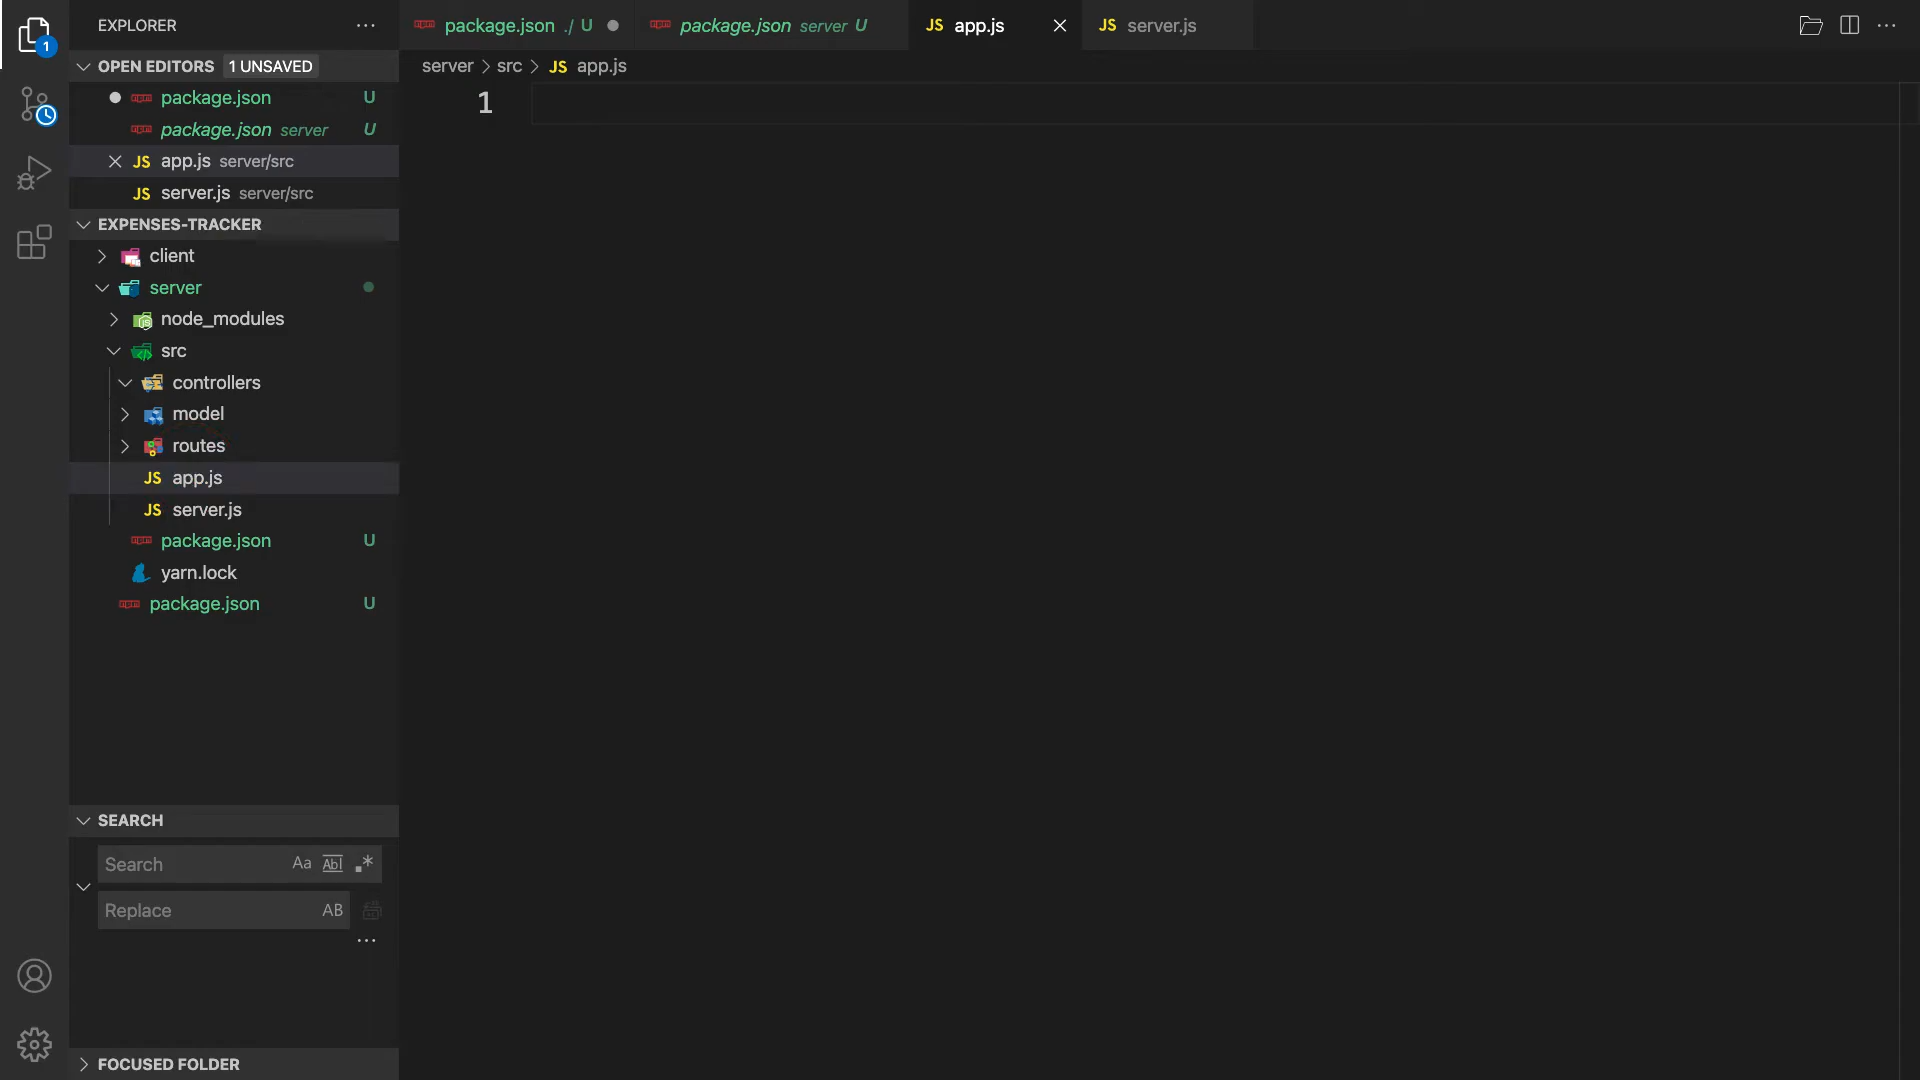 EXPLORER
package.json ./ U
package.json server U
JS app.js
JS server.js
1
OPEN EDITORS 1 UNSAVED
server > src > JS app.js
package.json U
1
package.json server U
JS app.js server/src
JS server.js server/src
EXPENSES-TRACKER
client
server
node_modules
src
controllers
model
routes
JS app.js
JS server.js
package.json U
yarn.lock
package.json U
SEARCH
Search Aa Abl .*
Replace AB
FOCUSED FOLDER